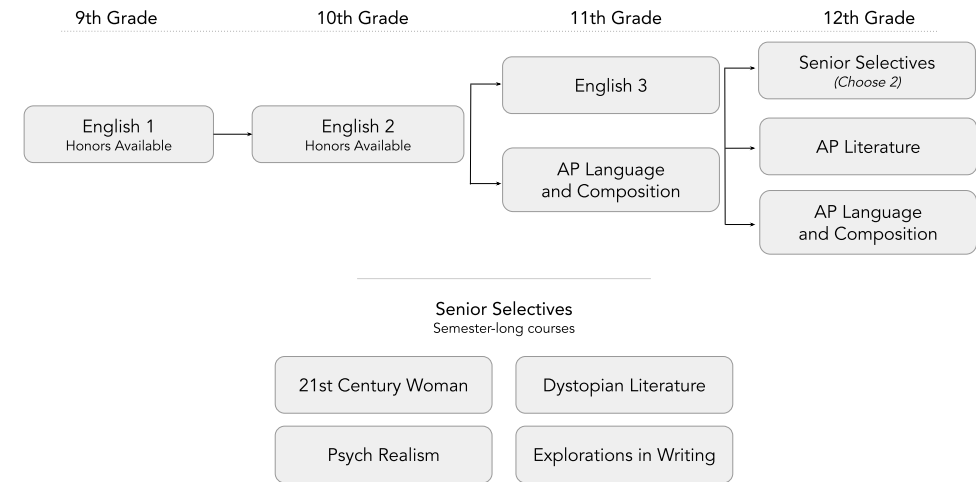 9th Grade
10th Grade
11th Grade
12th Grade
English 1
Honors Available
English 2
Honors Available
English 3
AP Language
and Composition
Senior Selectives
(Choose 2)
AP Literature
AP Language
and Composition
Senior Selectives
Semester-long courses
21st Century Woman
Dystopian Literature
Psych Realism
Explorations in Writing